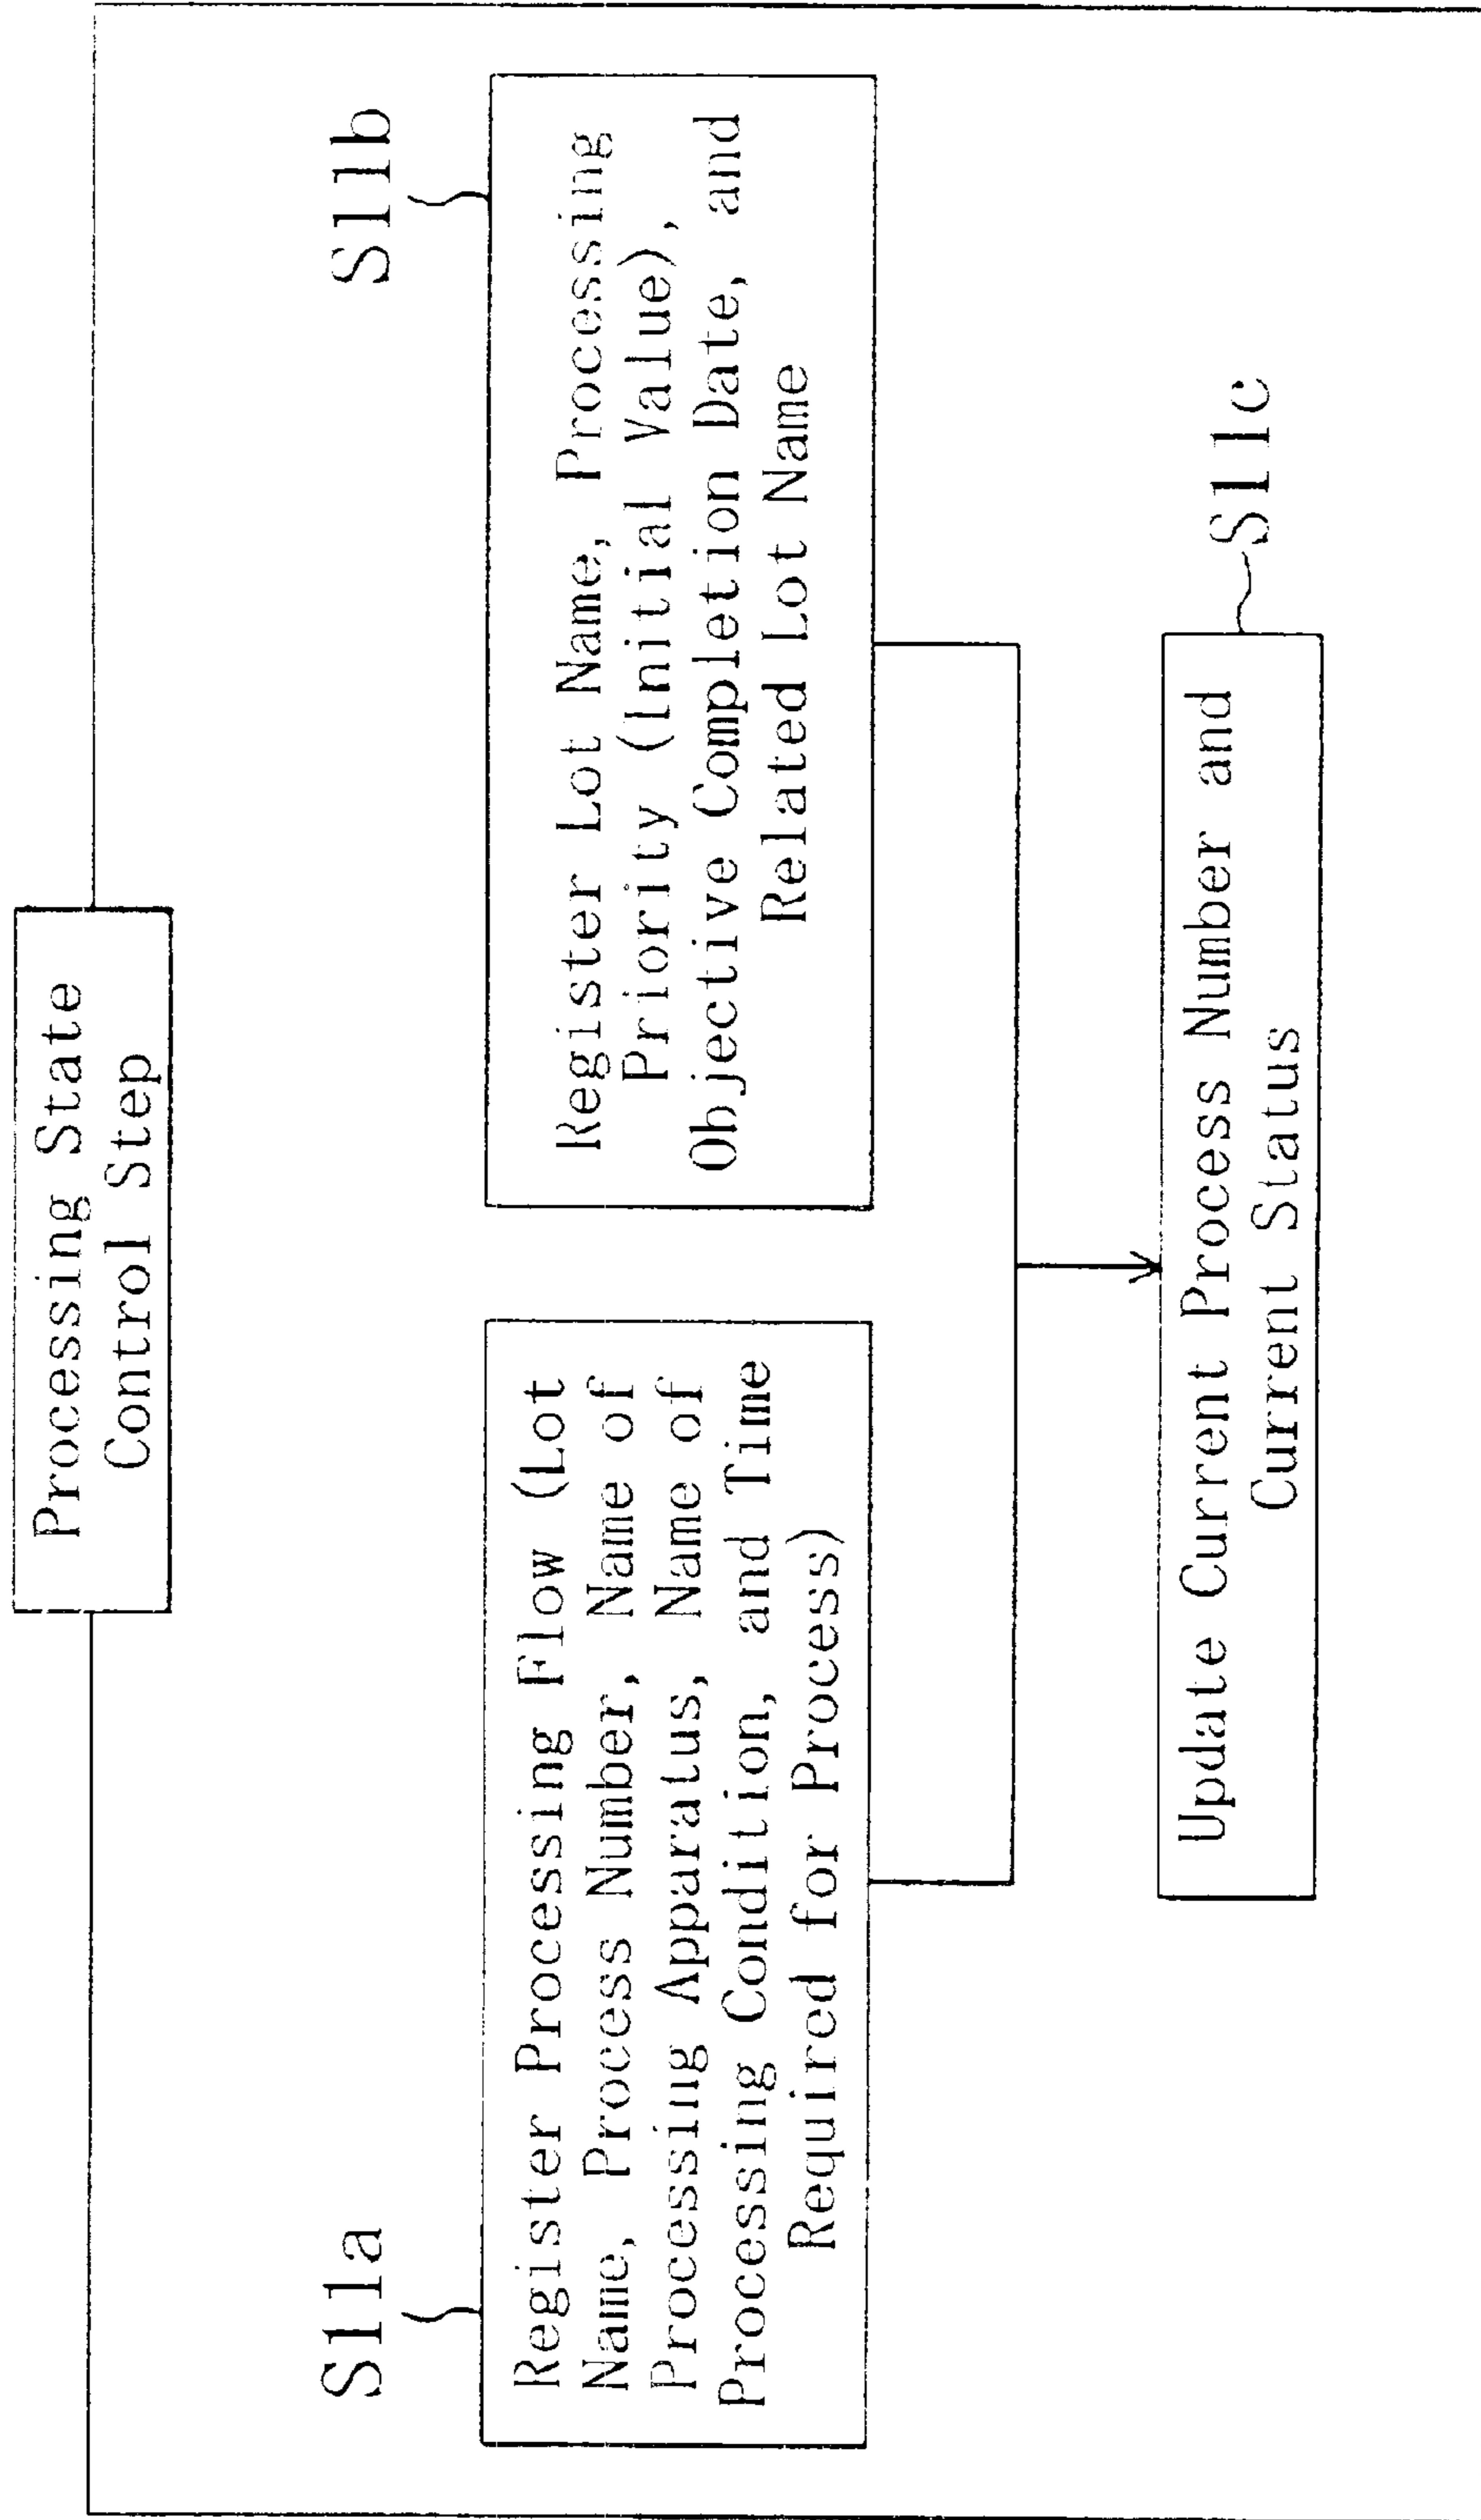 Processing State
Control Step
S11a
Register Processing Flow (Lot
Name, Process Number, Name of
Processing Apparatus, Name of
Processing Condition, and Time
Required for Process)
S11b
Register Lot Name, Processing
Priority (Initial Value),
Objective Completion Date, and
Related Lot Name
Update Current Process Number and
Current Status
S11c